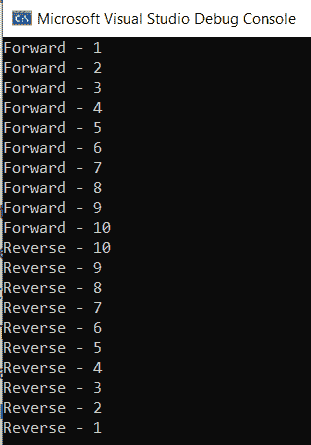 Microsoft Visual Studio Debug Console
Forward - 1
Forward - 2
Forward - 3
Forward - 4
Forward - 5
Forward - 6
Forward - 7
Forward - 8
Forward - 9
Forward - 10
Reverse - 10
Reverse - 9
Reverse - 8
Reverse - 7
Reverse - 6
Reverse - 5
Reverse - 4
Reverse - 3
Reverse - 2
Reverse - 1